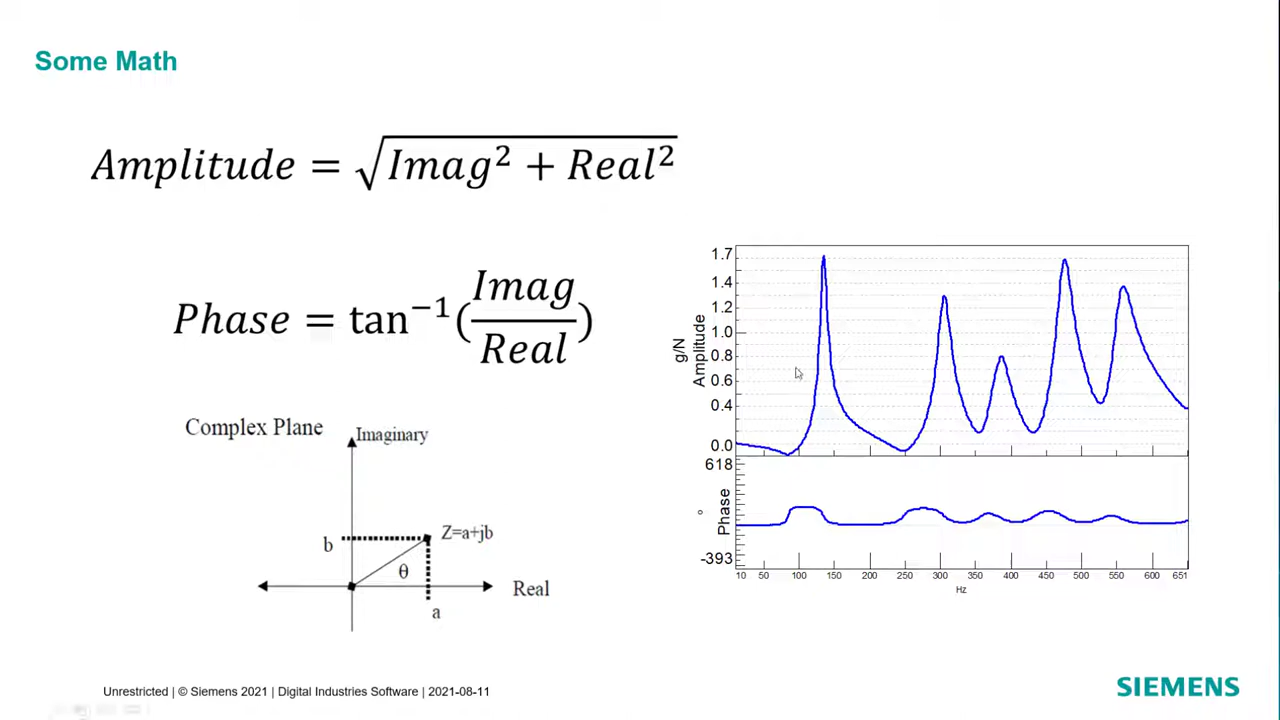 Some Math
Amplitude = √Imag² + Real²
Phase = tan⁻¹(Imag/Real)
Complex Plane
Imaginary
b
Z=a+jb
θ
Real
a
g/N
Amplitude
1.7
1.4
1.2
1.0
0.8
0.6
0.4
0.0
618
°
Phase
-393
10 50 100 150 200 250 300 350 400 450 500 550 600 651
Hz
Unrestricted | © Siemens 2021 | Digital Industries Software | 2021-08-11
SIEMENS